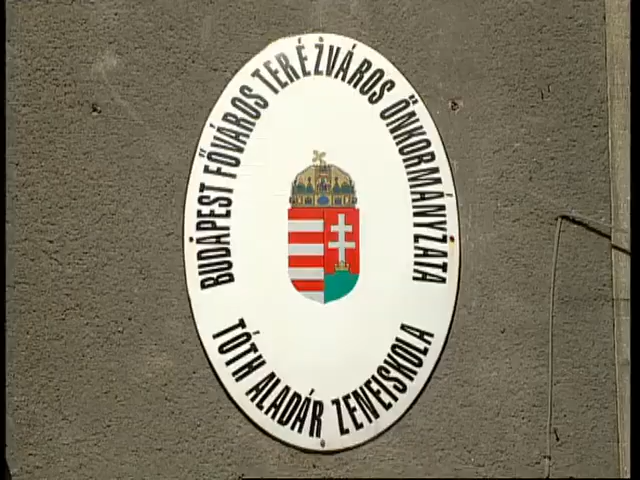 BUDAPEST FŐVÁROS TERÉZVÁROS ÖNKORMÁNYZATA
TÓTH ALADÁR ZENEISKOLA